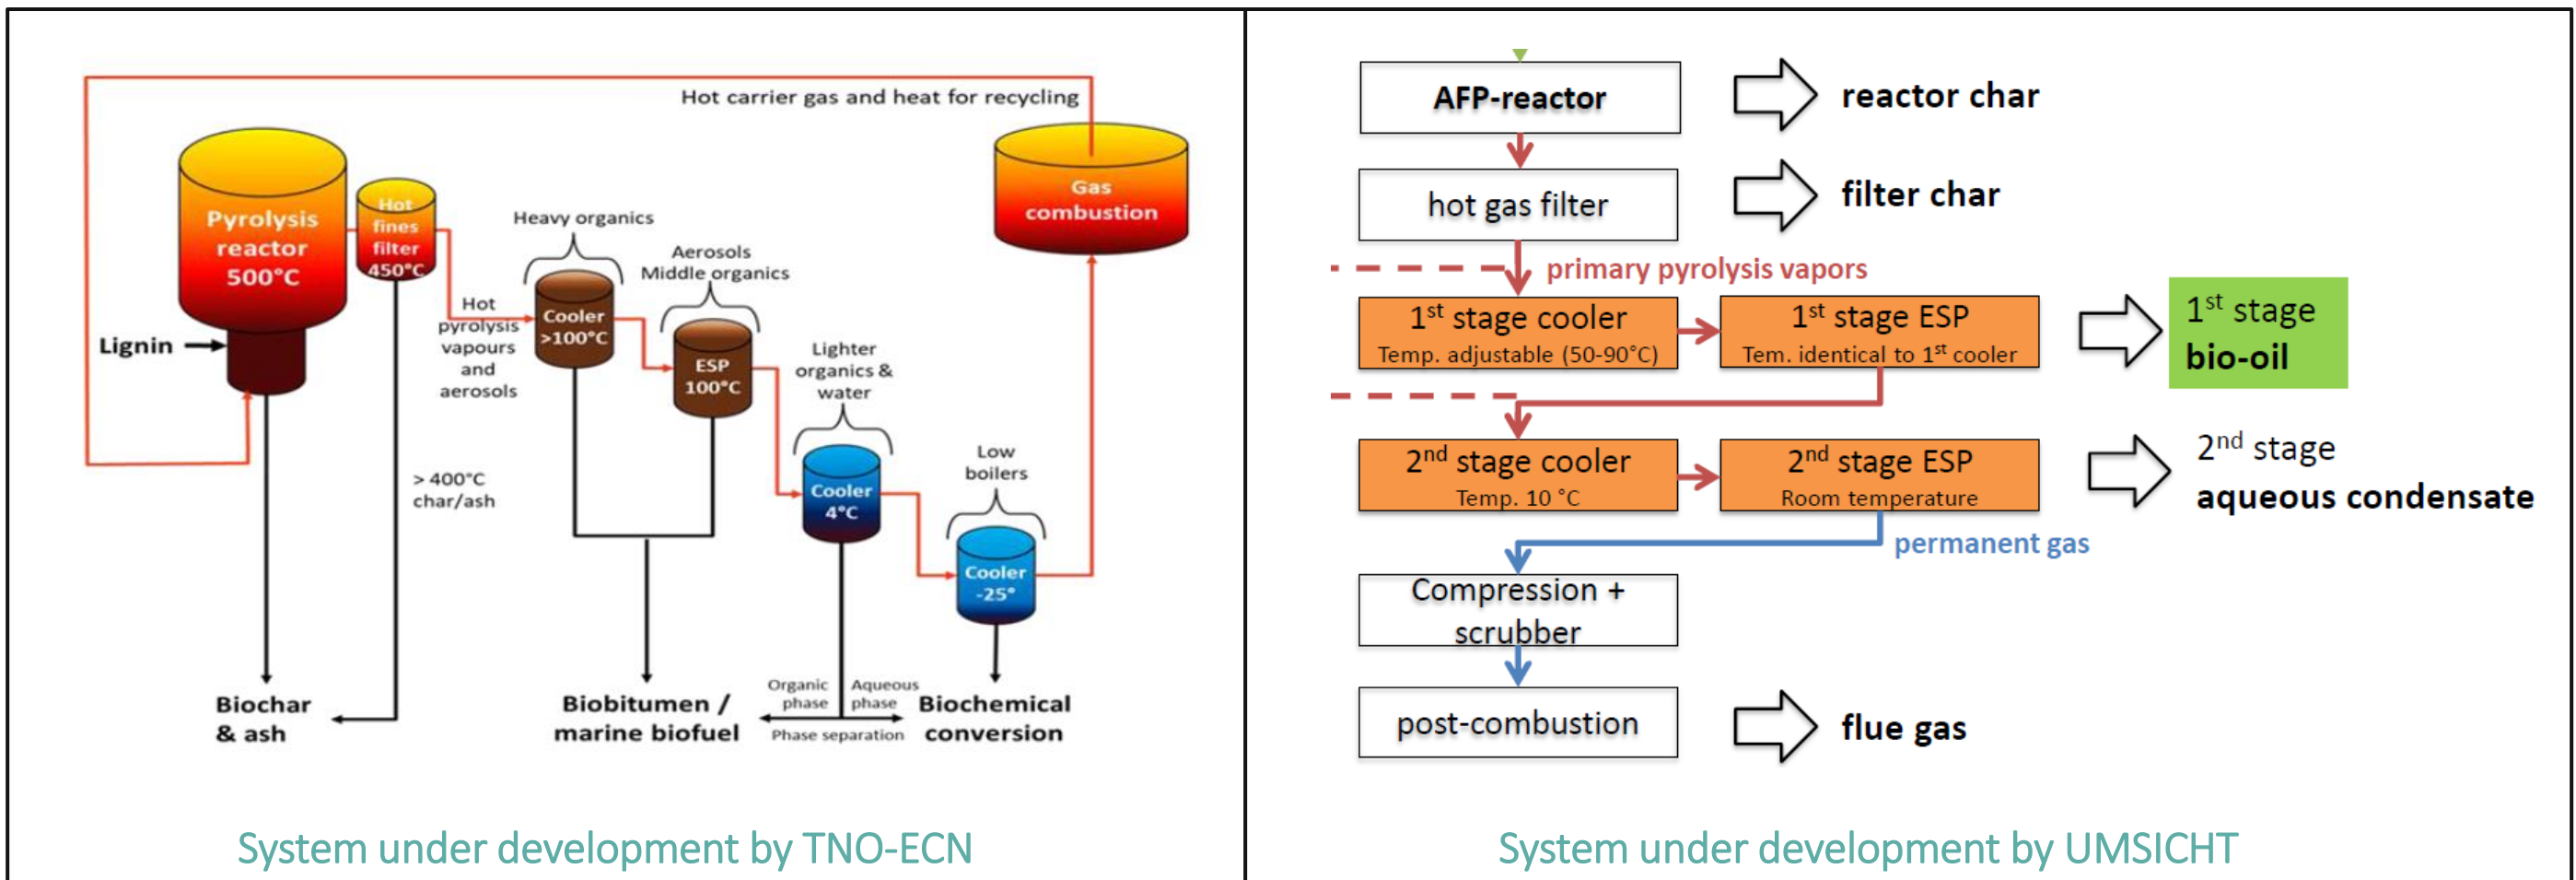 Hot carrier gas and heat for recycling
Pyrolysis
reactor
500°C
Hot
fines
filter
450°C
Gas
combustion
Heavy organics
Aerosols
Middle organics
Lignin
Hot
pyrolysis
vapours
and
aerosols
Cooler
>100°C
ESP
100°C
Lighter
organics &
water
Cooler
4°C
Low
boilers
Cooler
-25°
> 400°C
char/ash
Biochar
& ash
Biobitumen /
marine biofuel
Organic
phase
Aqueous
phase
Phase separation
Biochemical
conversion
System under development by TNO-ECN
AFP-reactor
reactor char
hot gas filter
filter char
primary pyrolysis vapors
1st stage cooler
Temp. adjustable (50-90°C)
1st stage ESP
Tem. identical to 1st cooler
1st stage
bio-oil
2nd stage cooler
Temp. 10 °C
2nd stage ESP
Room temperature
2nd stage
aqueous condensate
permanent gas
Compression +
scrubber
post-combustion
flue gas
System under development by UMSICHT